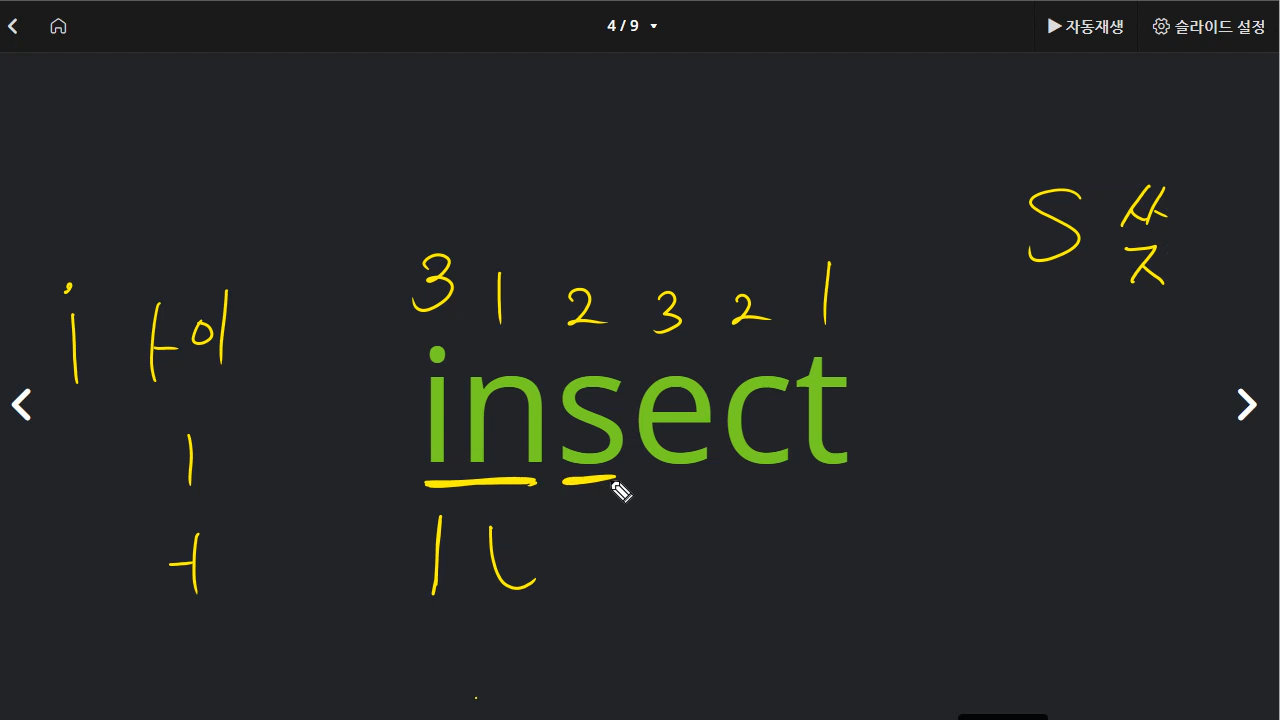 4 / 9
▶ 자동재생
슬라이드 설정
S ㅆ
ㅈ
3 1 2 3 2 1
i ㅏ이
insect
ㅣ
ㅓ
ㅣㄴ